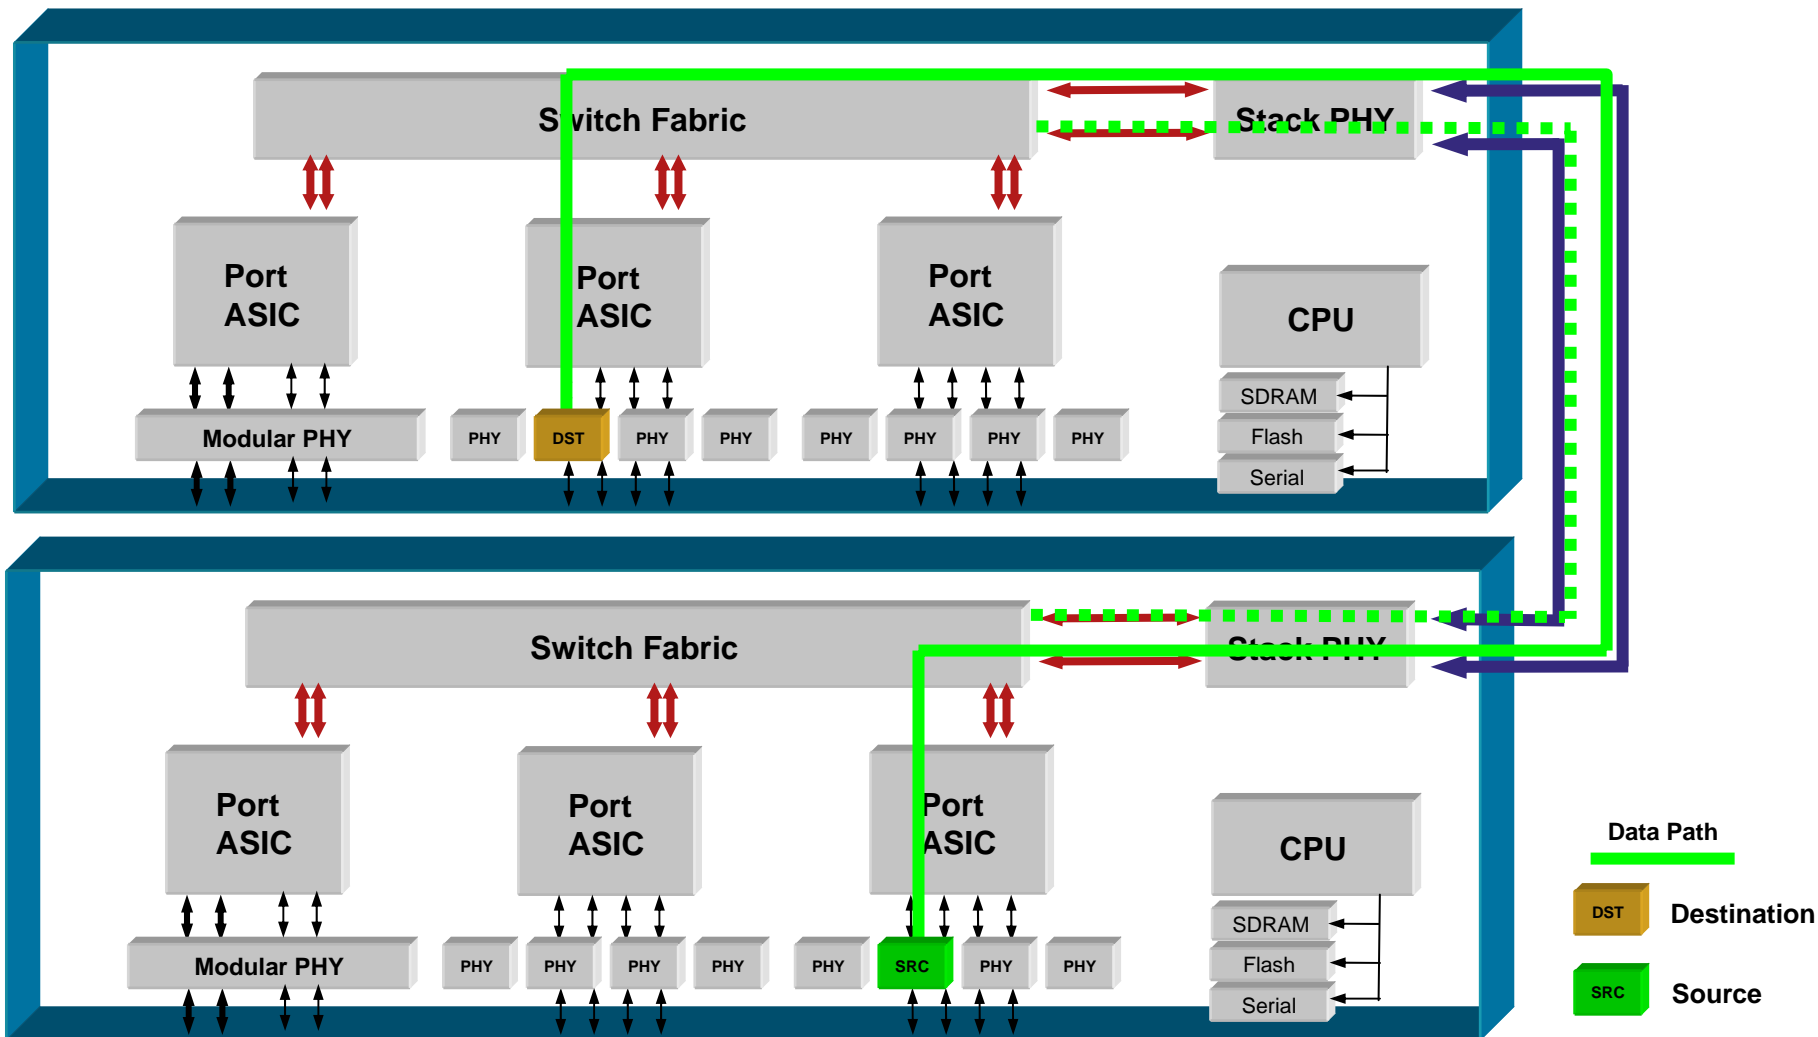 Switch Fabric
Stack PHY
Port
ASIC
Port
ASIC
Port
ASIC
CPU
SDRAM
Flash
Serial
Modular PHY
PHY
DST
PHY
PHY
PHY
PHY
PHY
PHY
Switch Fabric
Stack PHY
Port
ASIC
Port
ASIC
Port
ASIC
CPU
SDRAM
Flash
Serial
Modular PHY
PHY
PHY
PHY
PHY
PHY
SRC
PHY
PHY
Data Path
DST
Destination
SRC
Source